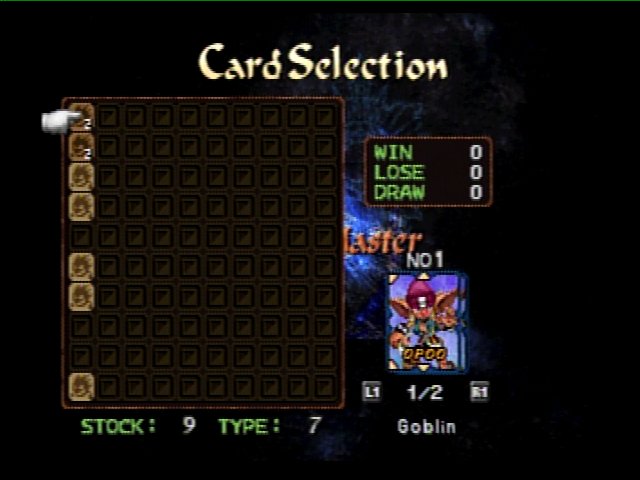 Card Selection
2
2
WIN 0
LOSE 0
DRAW 0
Master
NO1
0P00
L1 1/2 R1
STOCK: 9 TYPE: 7
Goblin